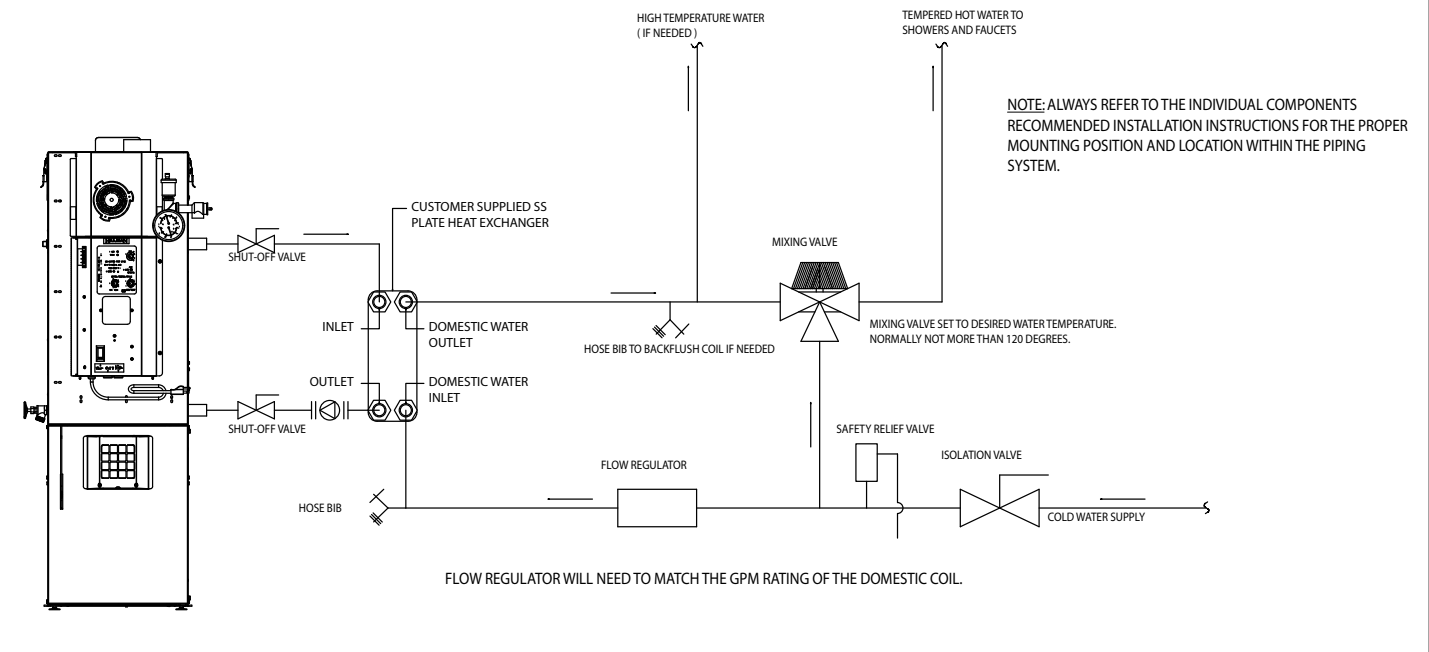 HIGH TEMPERATURE WATER
( IF NEEDED )
TEMPERED HOT WATER TO
SHOWERS AND FAUCETS
NOTE: ALWAYS REFER TO THE INDIVIDUAL COMPONENTS
RECOMMENDED INSTALLATION INSTRUCTIONS FOR THE PROPER
MOUNTING POSITION AND LOCATION WITHIN THE PIPING
SYSTEM.
CUSTOMER SUPPLIED SS
PLATE HEAT EXCHANGER
SHUT-OFF VALVE
MIXING VALVE
INLET
DOMESTIC WATER
OUTLET
HOSE BIB TO BACKFLUSH COIL IF NEEDED
MIXING VALVE SET TO DESIRED WATER TEMPERATURE.
NORMALLY NOT MORE THAN 120 DEGREES.
OUTLET
DOMESTIC WATER
INLET
SHUT-OFF VALVE
SAFETY RELIEF VALVE
ISOLATION VALVE
FLOW REGULATOR
HOSE BIB
COLD WATER SUPPLY
FLOW REGULATOR WILL NEED TO MATCH THE GPM RATING OF THE DOMESTIC COIL.